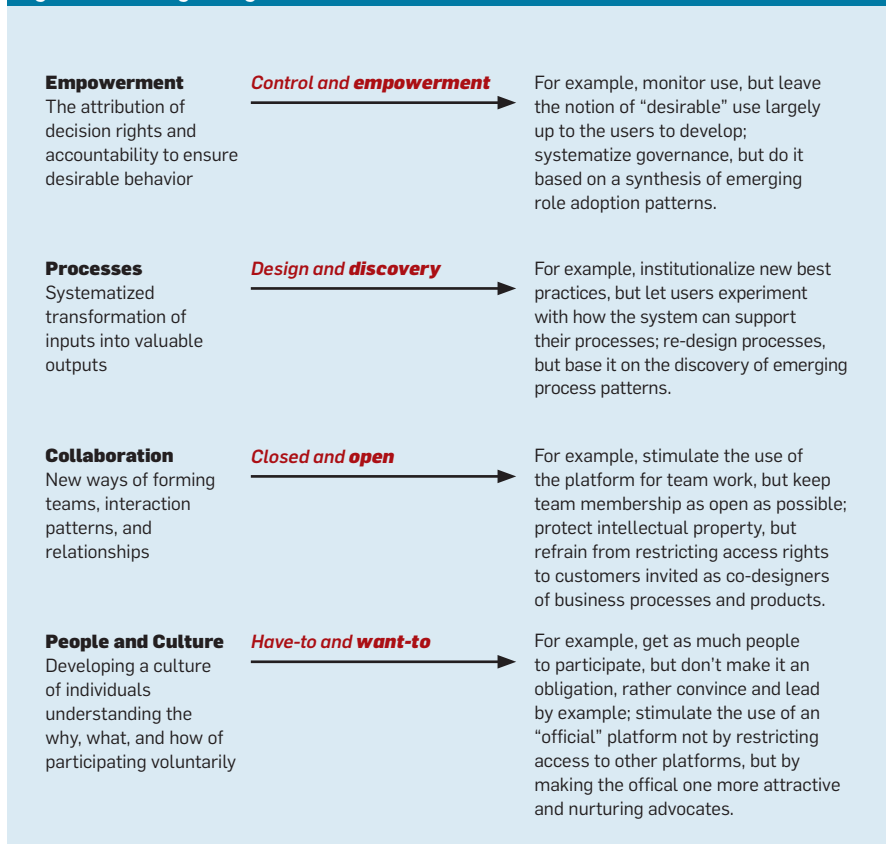 Empowerment
The attribution of
decision rights and
accountability to ensure
desirable behavior
Control and empowerment
For example, monitor use, but leave
the notion of “desirable” use largely
up to the users to develop;
systematize governance, but do it
based on a synthesis of emerging
role adoption patterns.
Processes
Systematized
transformation of
inputs into valuable
outputs
Design and discovery
For example, institutionalize new best
practices, but let users experiment
with how the system can support
their processes; re-design processes,
but base it on the discovery of emerging
process patterns.
Collaboration
New ways of forming
teams, interaction
patterns, and
relationships
Closed and open
For example, stimulate the use of
the platform for team work, but keep
team membership as open as possible;
protect intellectual property, but
refrain from restricting access rights
to customers invited as co-designers
of business processes and products.
People and Culture
Developing a culture
of individuals
understanding the
why, what, and how of
participating voluntarily
Have-to and want-to
For example, get as much people
to participate, but don’t make it an
obligation, rather convince and lead
by example; stimulate the use of an
“official” platform not by restricting
access to other platforms, but by
making the offical one more attractive
and nurturing advocates.